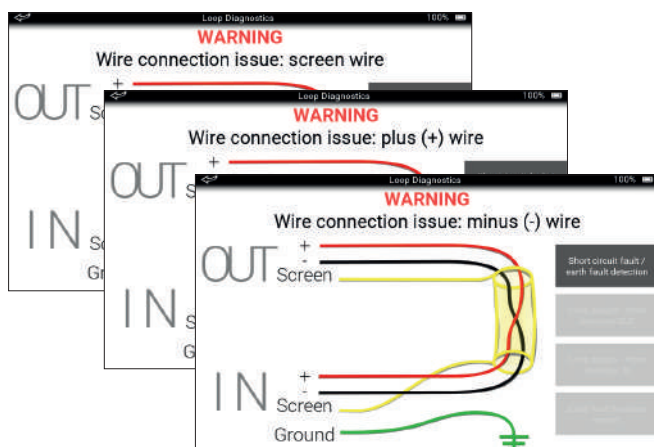 Loop Diagnostics 100%
WARNING
Wire connection issue: screen wire
+
OUT
IN
Loop Diagnostics 100%
WARNING
Wire connection issue: plus (+) wire
+
OUT
IN
Loop Diagnostics 100%
WARNING
Wire connection issue: minus (-) wire
+
-
OUT Screen
Short circuit fault /
earth fault detection
+
-
IN Screen
Ground